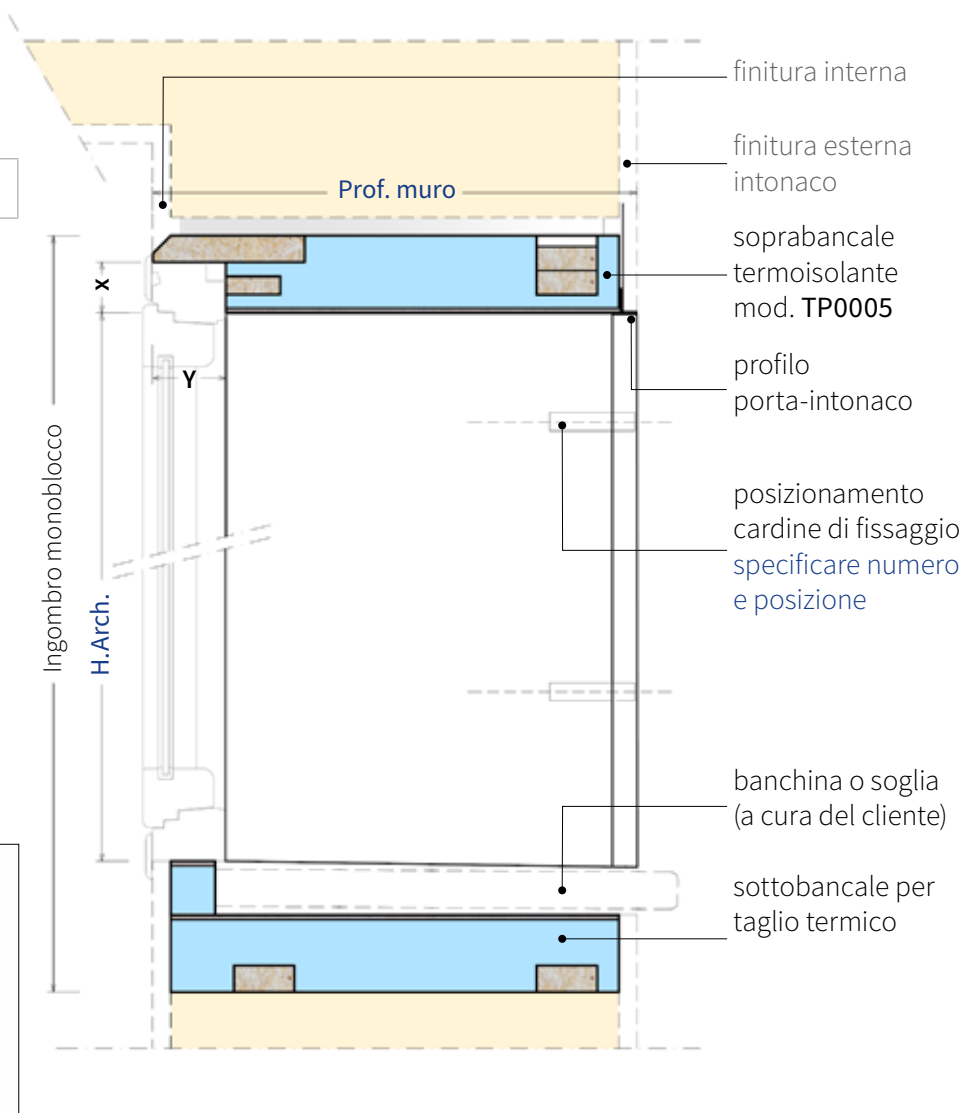 finitura interna
finitura esterna
intonaco
Prof. muro
soprabancale
termoisolante
mod. TP0005
x
profilo
porta-intonaco
Y
Ingombro monoblocco
H.Arch.
posizionamento
cardine di fissaggio
specificare numero
e posizione
banchina o soglia
(a cura del cliente)
sottobancale per
taglio termico